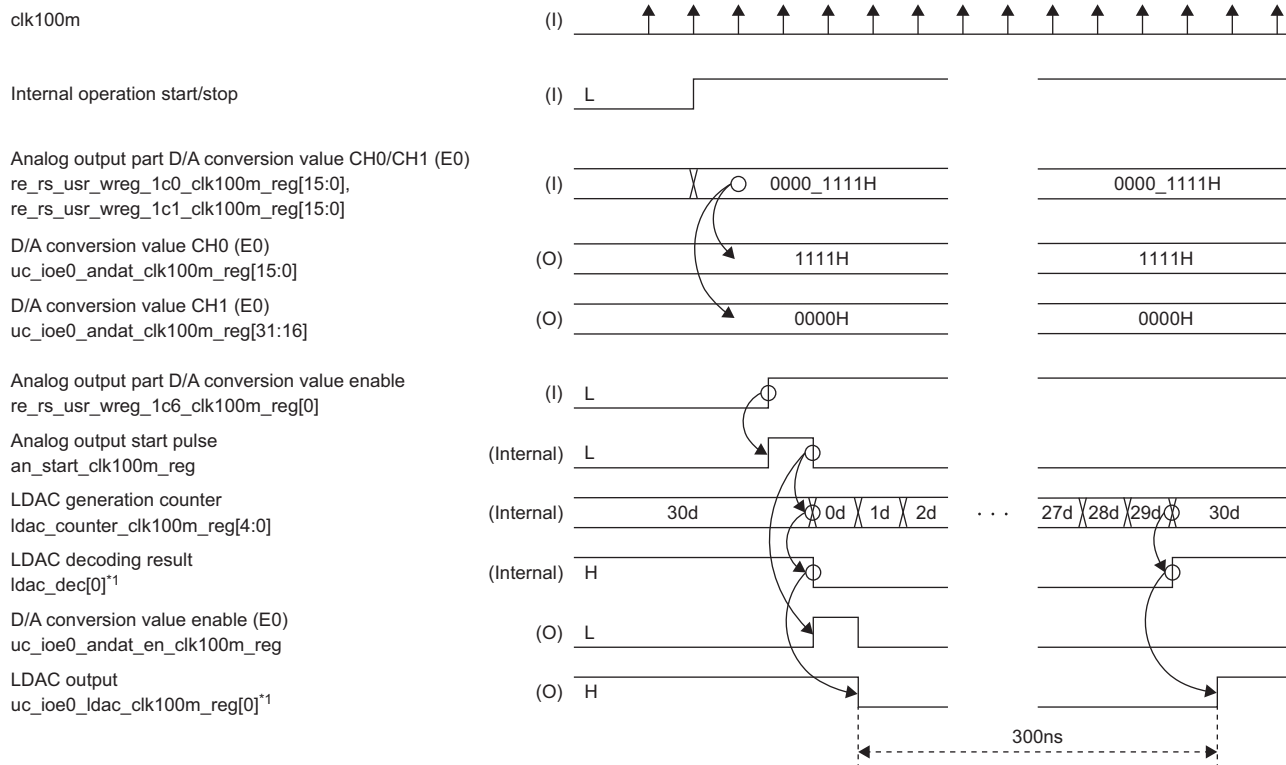 clk100m (I)
Internal operation start/stop (I) L
Analog output part D/A conversion value CH0/CH1 (E0)
re_rs_usr_wreg_1c0_clk100m_reg[15:0], (I) 0000_1111H 0000_1111H
re_rs_usr_wreg_1c1_clk100m_reg[15:0]
D/A conversion value CH0 (E0)
uc_ioe0_andat_clk100m_reg[15:0] (O) 1111H 1111H
D/A conversion value CH1 (E0)
uc_ioe0_andat_clk100m_reg[31:16] (O) 0000H 0000H
Analog output part D/A conversion value enable
re_rs_usr_wreg_1c6_clk100m_reg[0] (I) L
Analog output start pulse
an_start_clk100m_reg (Internal) L
LDAC generation counter
ldac_counter_clk100m_reg[4:0] (Internal) 30d 0d 1d 2d · · · 27d 28d 29d 30d
LDAC decoding result
ldac_dec[0]*1 (Internal) H
D/A conversion value enable (E0)
uc_ioe0_andat_en_clk100m_reg (O) L
LDAC output
uc_ioe0_ldac_clk100m_reg[0]*1 (O) H
300ns